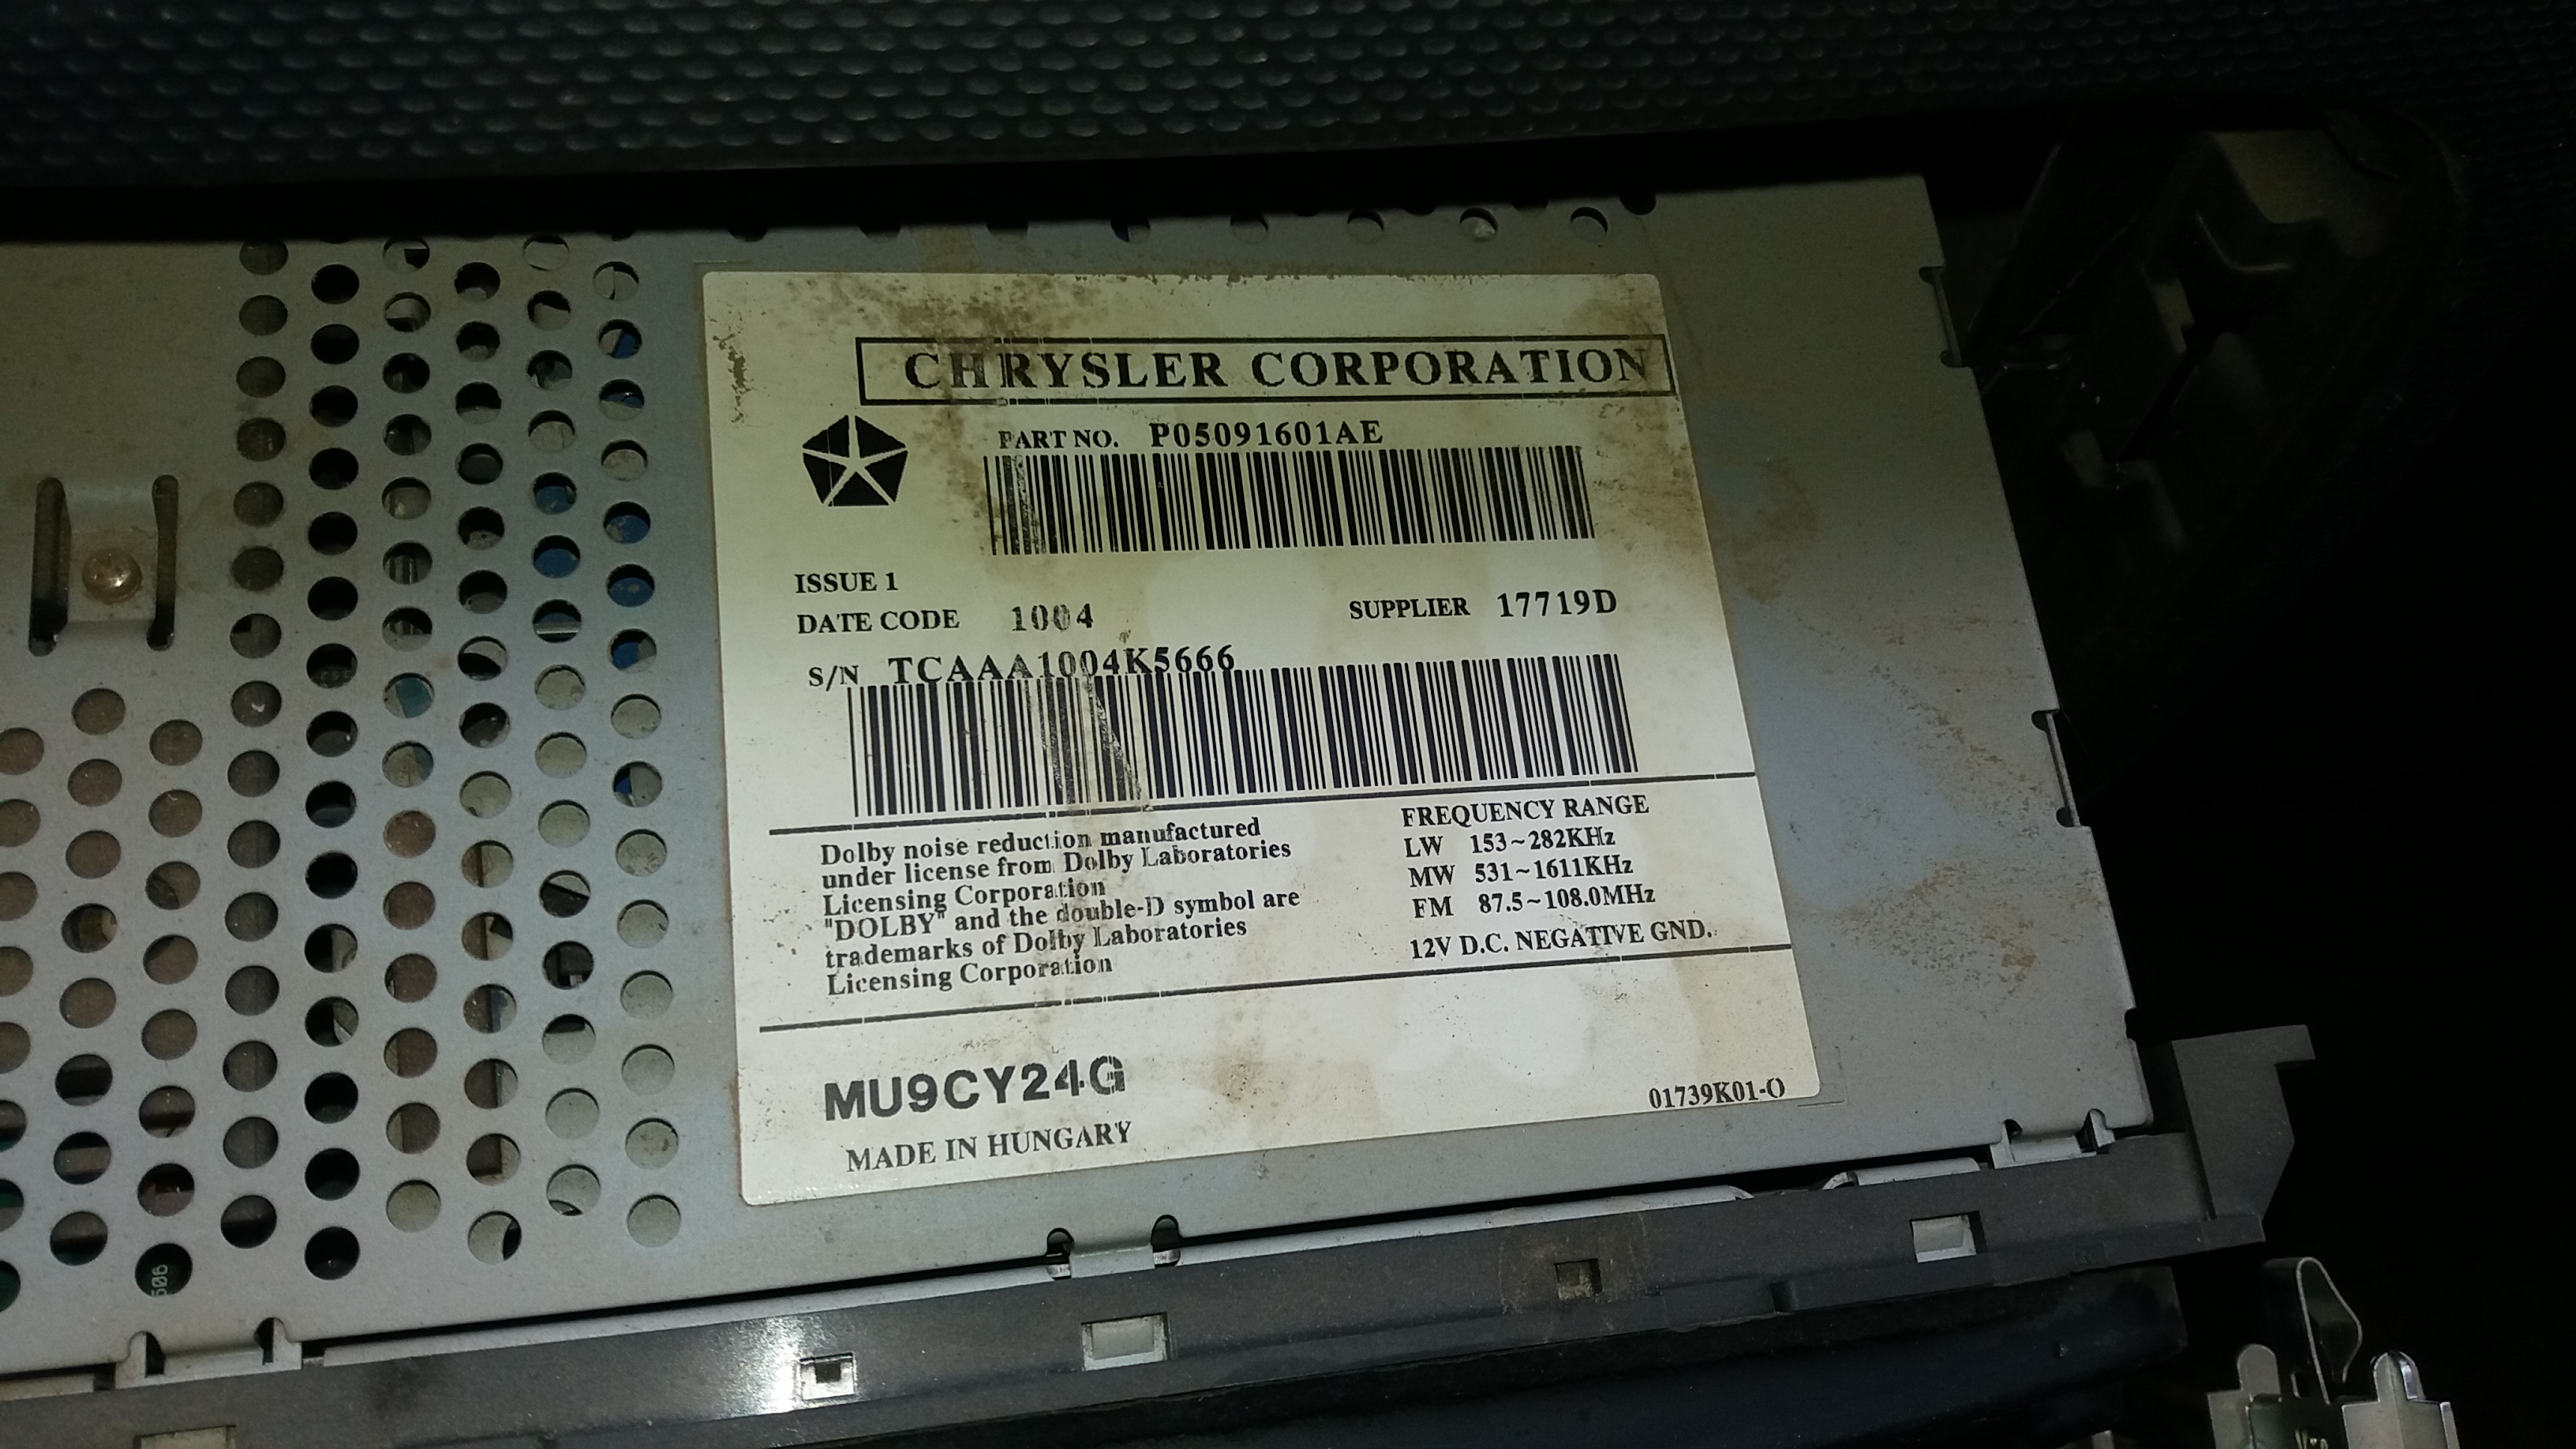 CHRYSLER CORPORATION
PART NO. P05091601AE
ISSUE 1
DATE CODE 1004 SUPPLIER 17719D
S/N TCAAA1004K5666
Dolby noise reduction manufactured
under license from Dolby Laboratories
Licensing Corporation
"DOLBY" and the double-D symbol are
trademarks of Dolby Laboratories
Licensing Corporation
FREQUENCY RANGE
LW 153~282KHz
MW 531~1611KHz
FM 87.5~108.0MHz
12V D.C. NEGATIVE GND.
MU9CY24G
MADE IN HUNGARY
01739K01-O